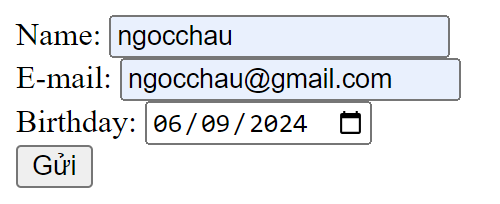 Name: ngocchau
E-mail: ngocchau@gmail.com
Birthday: 06/09/2024
Gửi